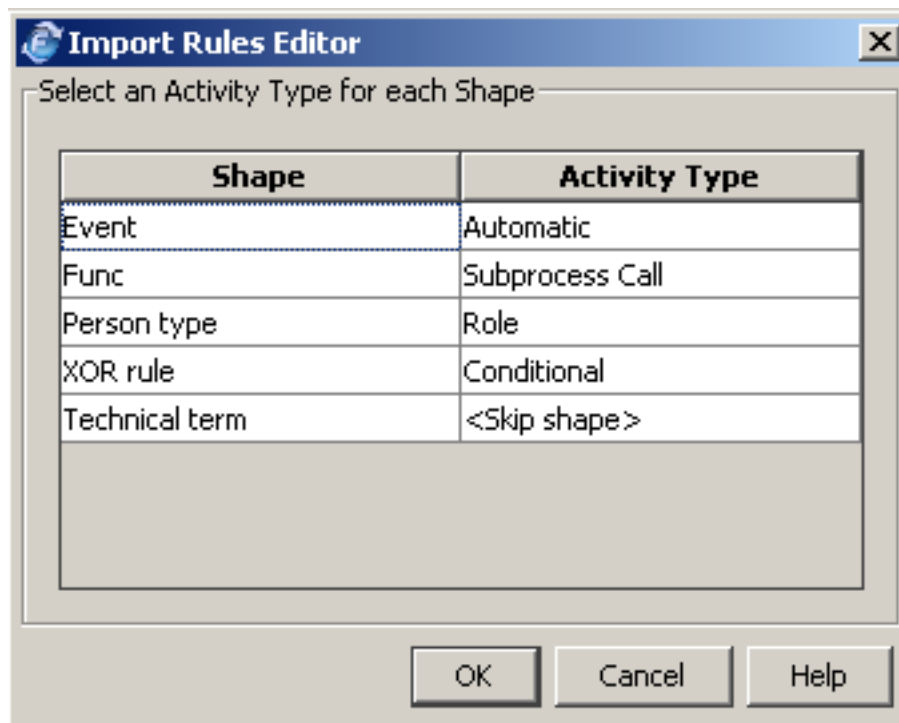 Import Rules Editor
Select an Activity Type for each Shape
Shape Activity Type
Event Automatic
Func Subprocess Call
Person type Role
XOR rule Conditional
Technical term <Skip shape>
OK Cancel Help